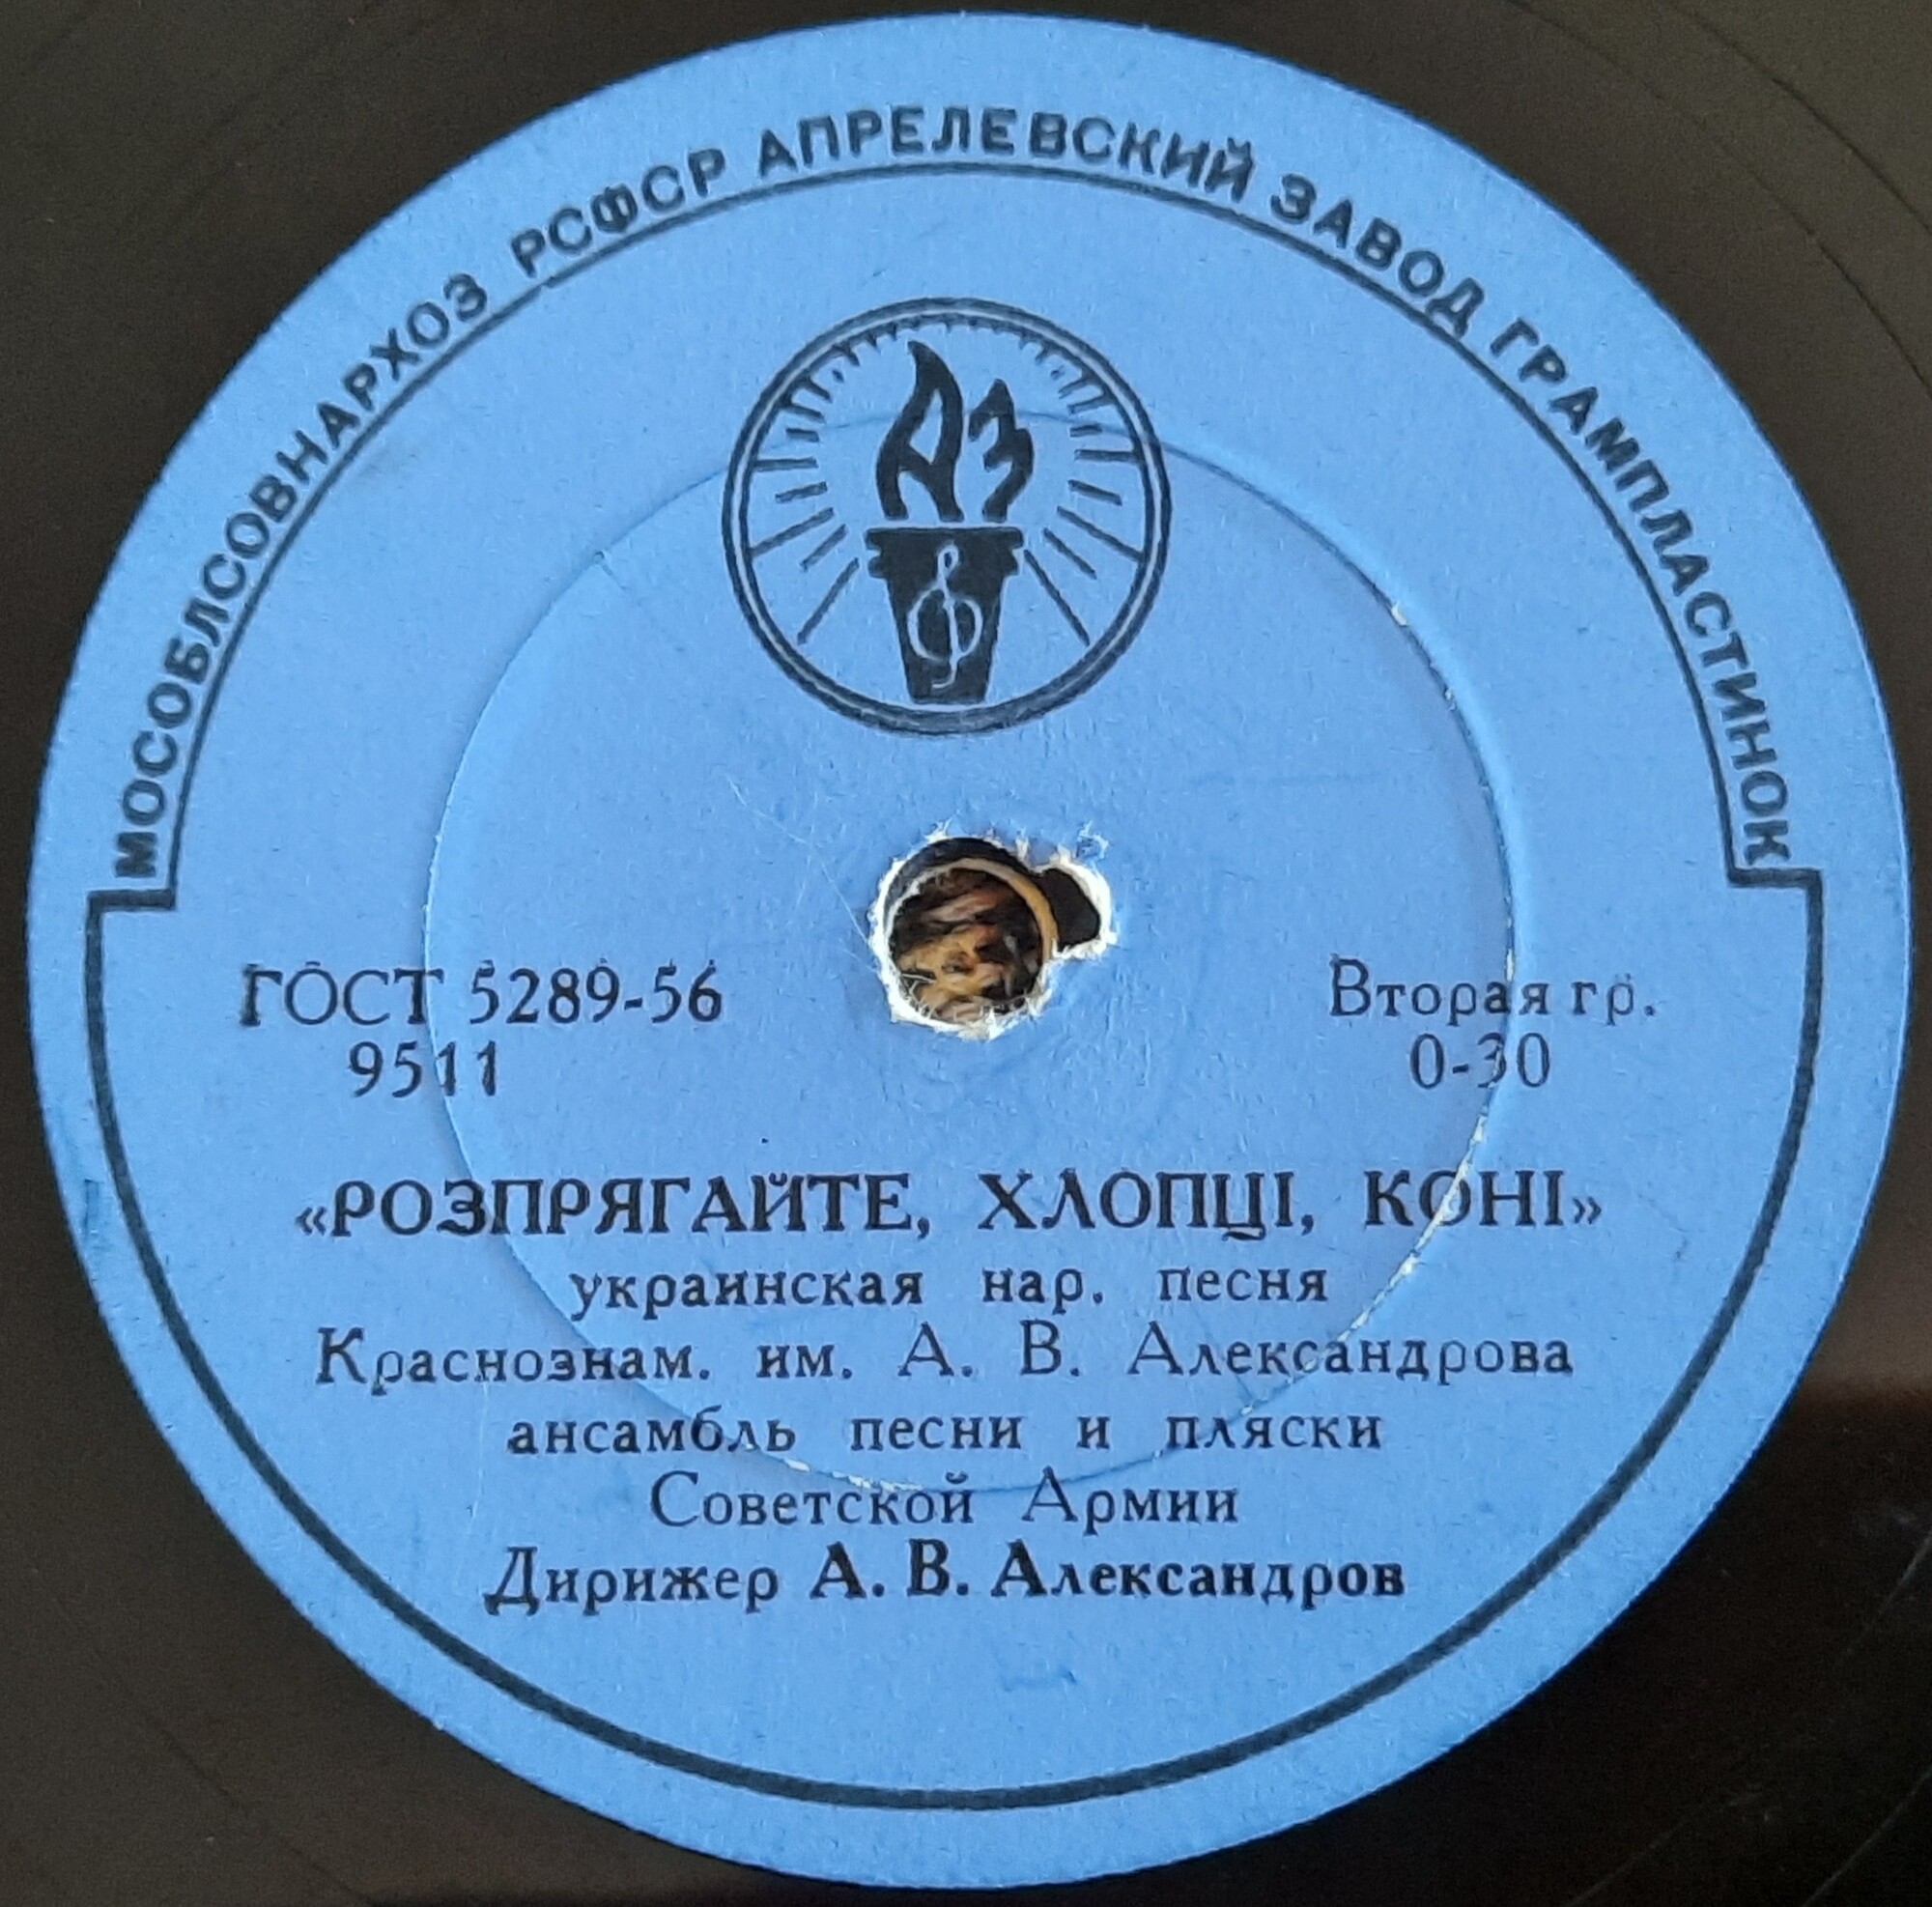 МОСОБЛСОВНАРХОЗ РСФСР АПРЕЛЕВСКИЙ ЗАВОД ГРАМПЛАСТИНОК
АЗ
ГОСТ 5289-56
9511
Вторая гр.
0-30
«РОЗПРЯГАЙТЕ, ХЛОПЦІ, КОНІ»
украинская нар. песня
Краснознам. им. А. В. Александрова
ансамбль песни и пляски
Советской Армии
Дирижер А. В. Александров